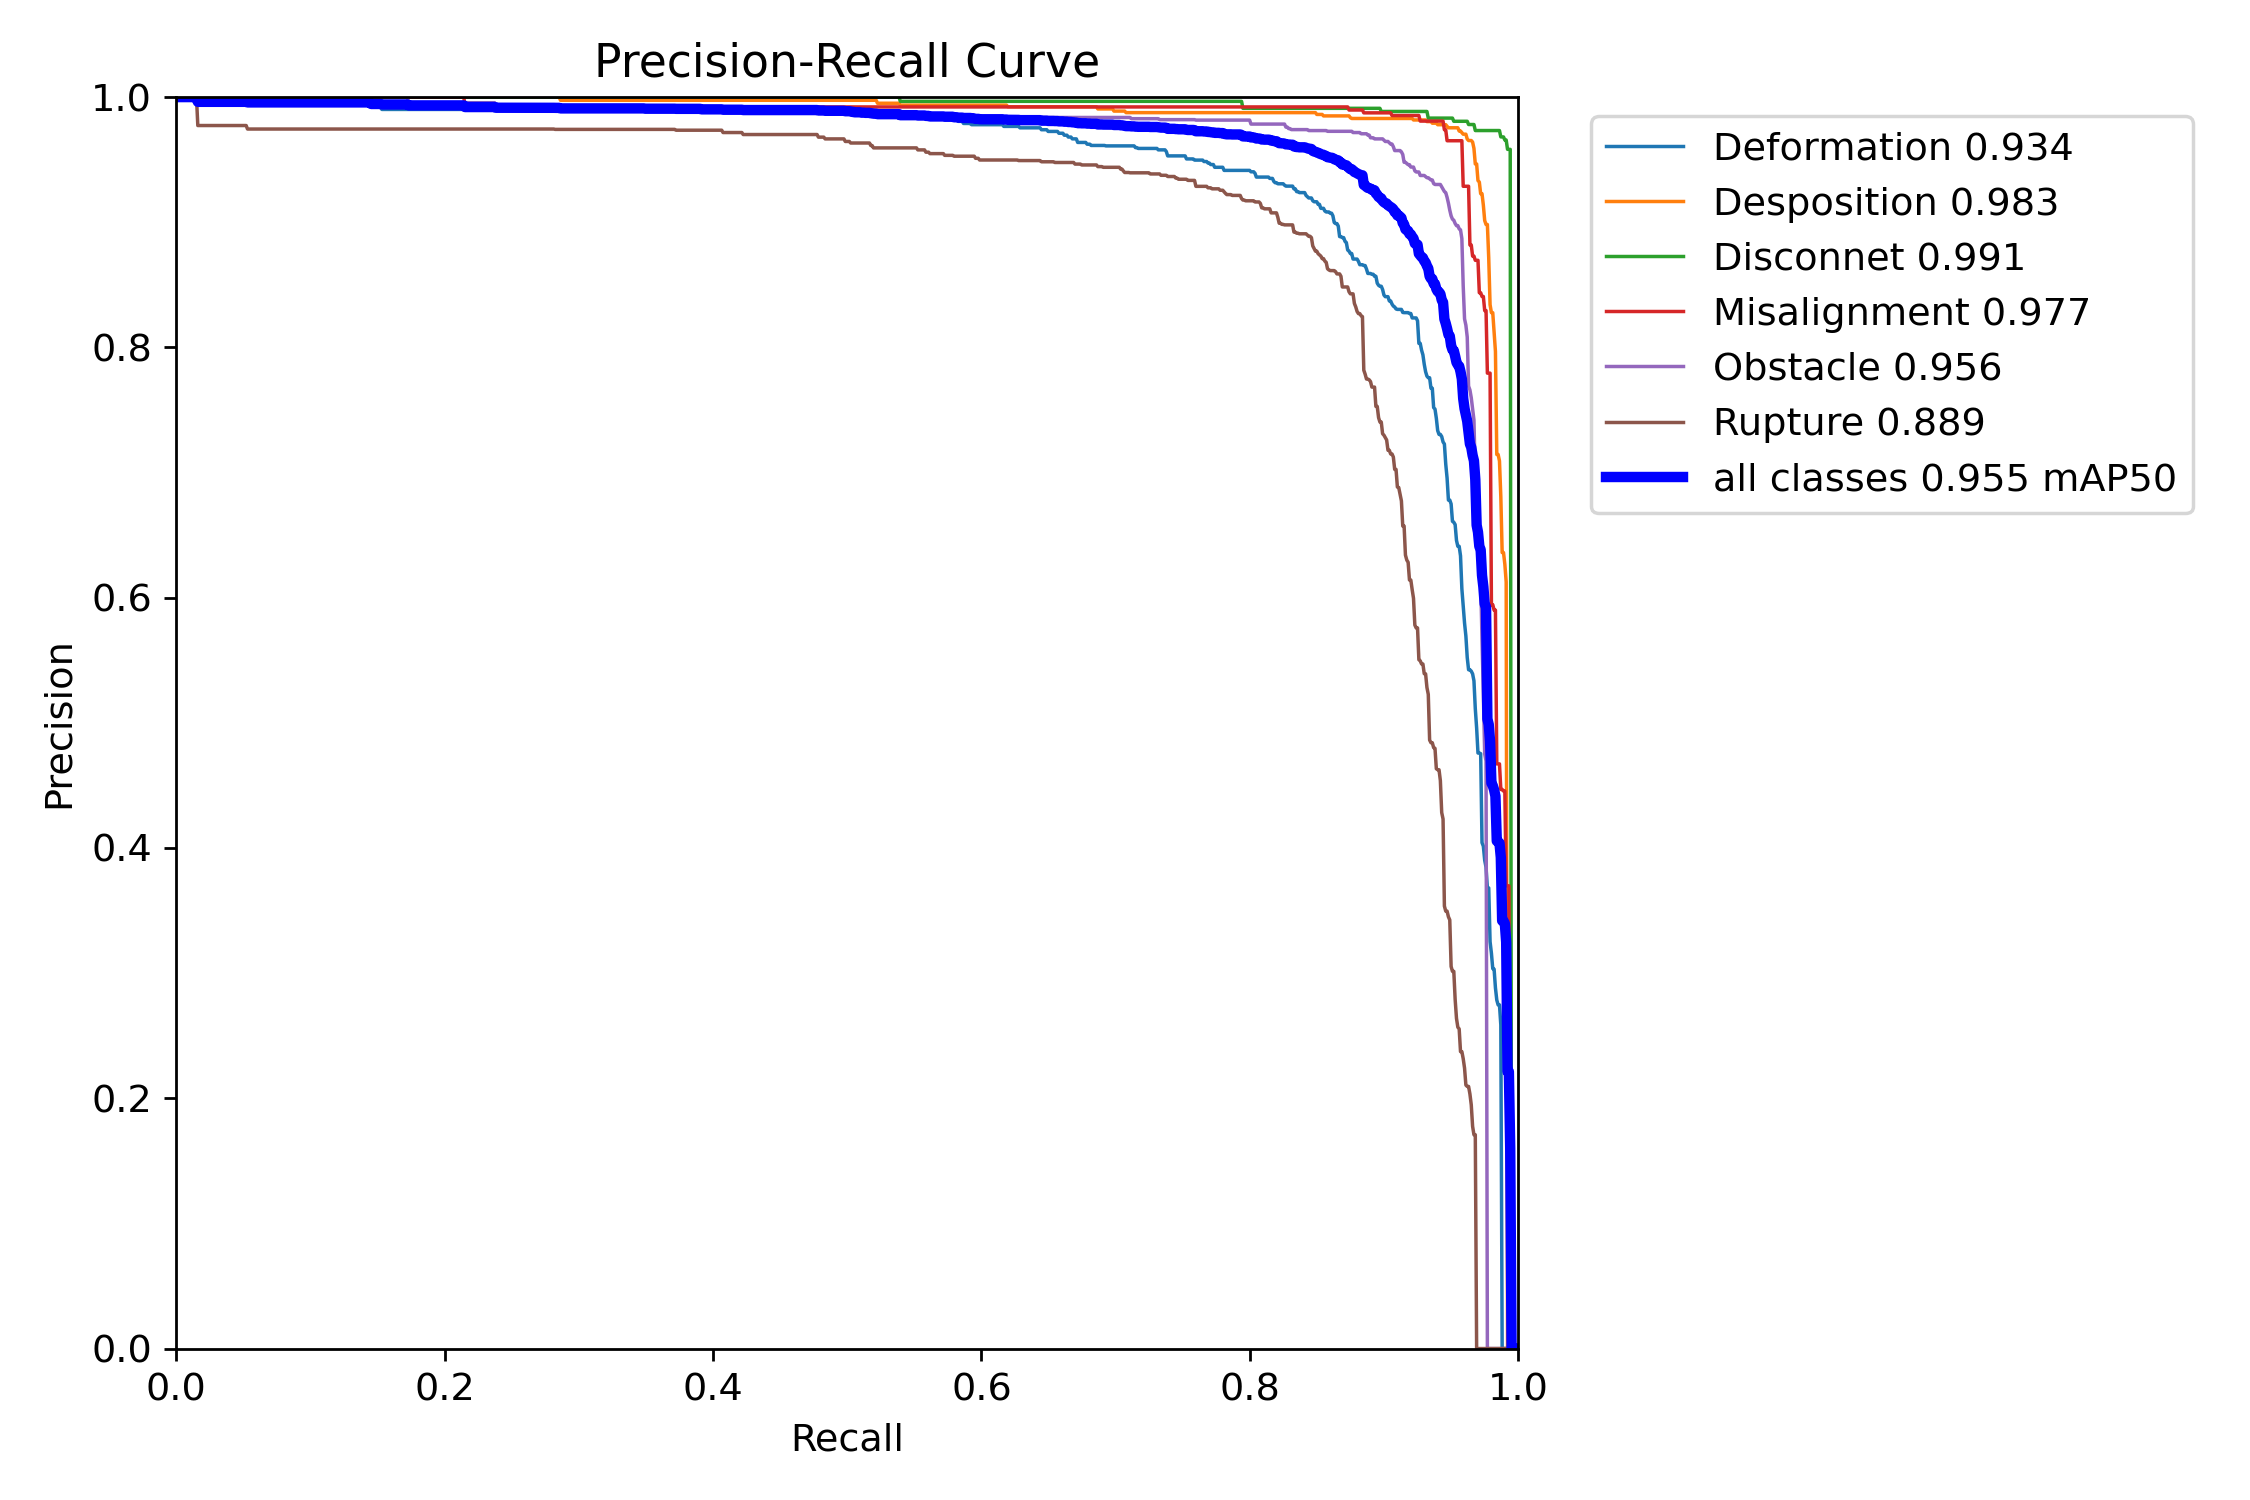 Precision-Recall Curve
1.0
0.8
0.6
0.4
0.2
0.0
Precision
0.0 0.2 0.4 0.6 0.8 1.0
Recall
Deformation 0.934
Desposition 0.983
Disconnet 0.991
Misalignment 0.977
Obstacle 0.956
Rupture 0.889
all classes 0.955 mAP50